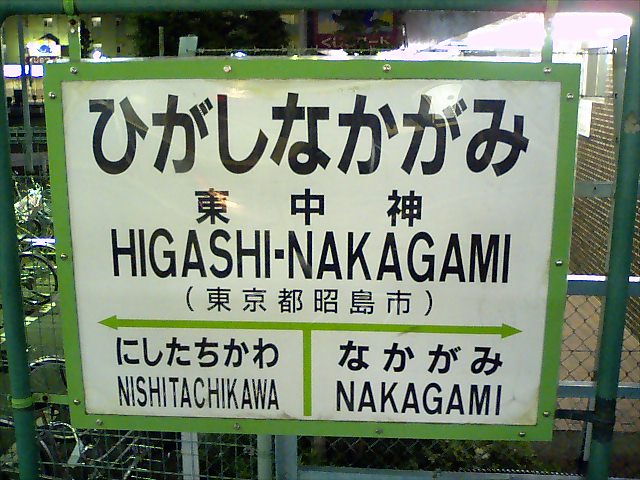 ひがしなかがみ
東中神
HIGASHI-NAKAGAMI
(東京都昭島市)
にしたちかわ
なかがみ
NISHITACHIKAWA
NAKAGAMI